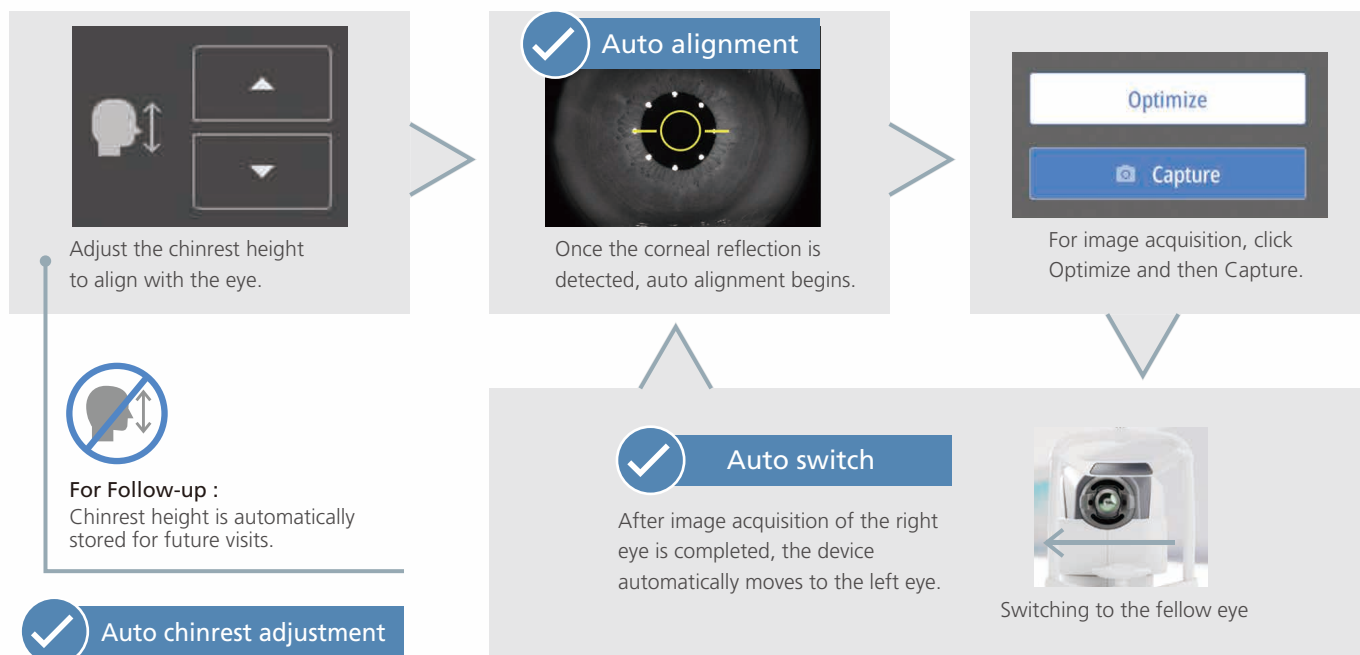 Adjust the chinrest height
to align with the eye.
Auto alignment
Once the corneal reflection is
detected, auto alignment begins.
Optimize
Capture
For image acquisition, click
Optimize and then Capture.
For Follow-up :
Chinrest height is automatically
stored for future visits.
Auto chinrest adjustment
Auto switch
After image acquisition of the right
eye is completed, the device
automatically moves to the left eye.
Switching to the fellow eye